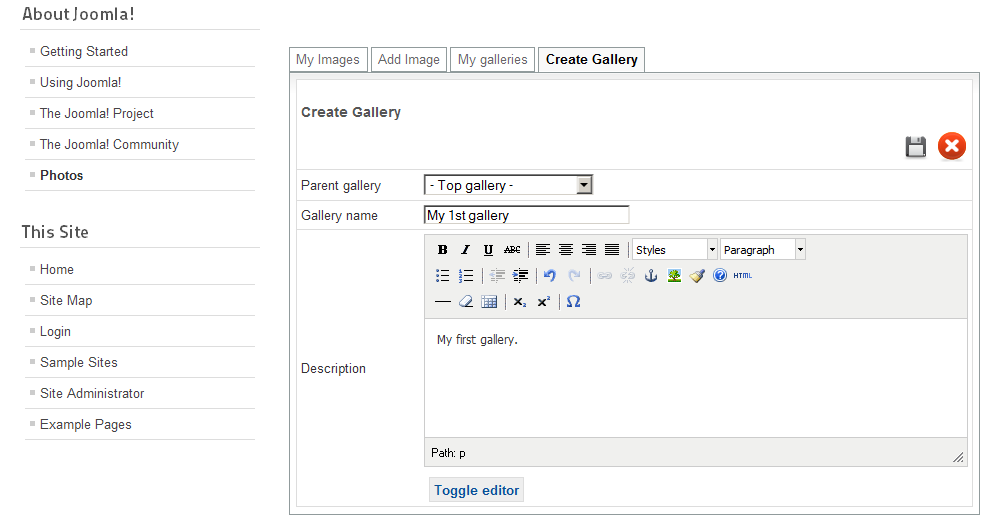 About Joomla!
Getting Started
Using Joomla!
The Joomla! Project
The Joomla! Community
Photos
This Site
Home
Site Map
Login
Sample Sites
Site Administrator
Example Pages
My Images Add Image My galleries Create Gallery
Create Gallery
Parent gallery - Top gallery -
Gallery name My 1st gallery
B I U ABC Styles Paragraph
HTML
x₂ x² Ω
My first gallery.
Description
Path: p
Toggle editor